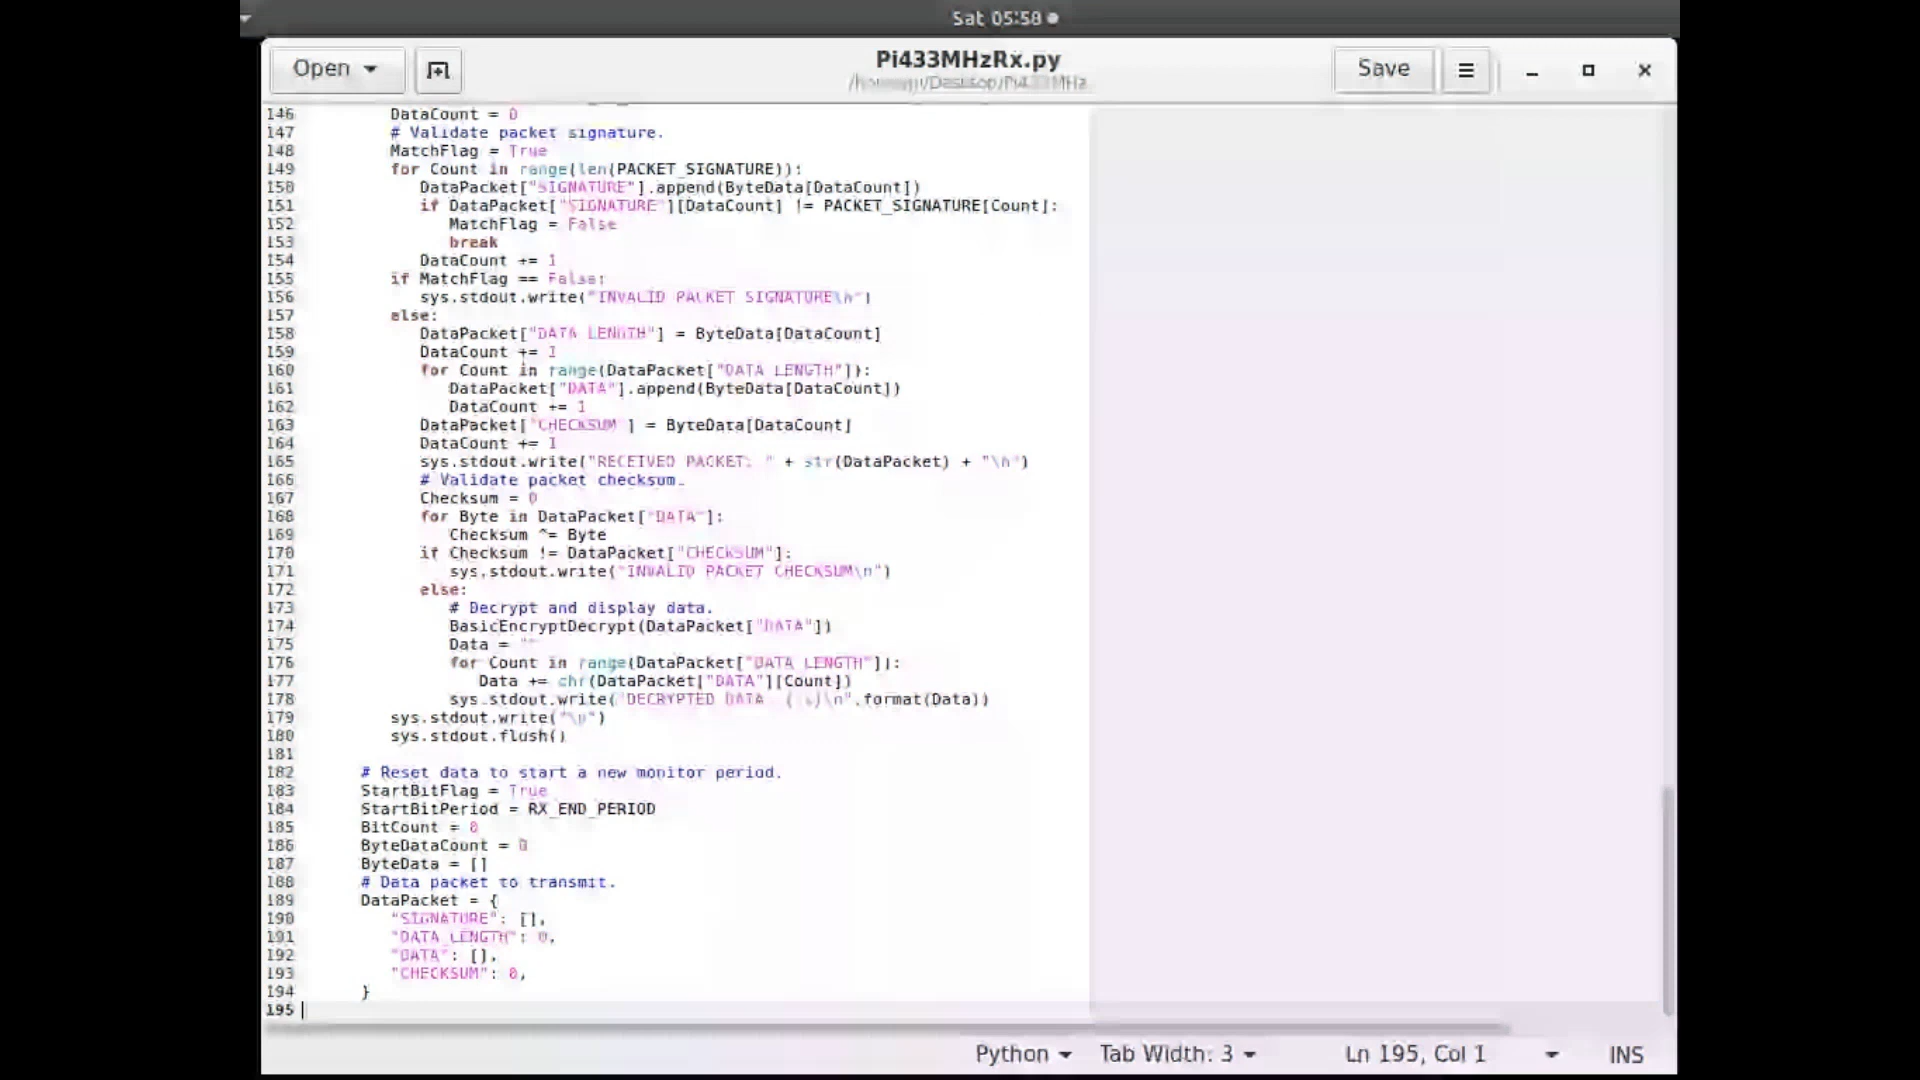 Sat 05:58
Open
Pi433MHzRx.py
/home/pi/Desktop/Pi433MHz
Save
146 DataCount = 0
147 # Validate packet signature.
148 MatchFlag = True
149 for Count in range(len(PACKET_SIGNATURE)):
150 DataPacket["SIGNATURE"].append(ByteData[DataCount])
151 if DataPacket["SIGNATURE"][DataCount] != PACKET_SIGNATURE[Count]:
152 MatchFlag = False
153 break
154 DataCount += 1
155 if MatchFlag == False:
156 sys.stdout.write("INVALID PACKET SIGNATURE\n")
157 else:
158 DataPacket["DATA_LENGTH"] = ByteData[DataCount]
159 DataCount += 1
160 for Count in range(DataPacket["DATA_LENGTH"]):
161 DataPacket["DATA"].append(ByteData[DataCount])
162 DataCount += 1
163 DataPacket["CHECKSUM"] = ByteData[DataCount]
164 DataCount += 1
165 sys.stdout.write("RECEIVED PACKET: " + str(DataPacket) + "\n")
166 # Validate packet checksum.
167 Checksum = 0
168 for Byte in DataPacket["DATA"]:
169 Checksum ^= Byte
170 if Checksum != DataPacket["CHECKSUM"]:
171 sys.stdout.write("INVALID PACKET CHECKSUM\n")
172 else:
173 # Decrypt and display data.
174 BasicEncryptDecrypt(DataPacket["DATA"])
175 Data = ""
176 for Count in range(DataPacket["DATA_LENGTH"]):
177 Data += chr(DataPacket["DATA"][Count])
178 sys.stdout.write("DECRYPTED DATA: {:s}\n".format(Data))
179 sys.stdout.write("\n")
180 sys.stdout.flush()
181
182 # Reset data to start a new monitor period.
183 StartBitFlag = True
184 StartBitPeriod = RX_END_PERIOD
185 BitCount = 0
186 ByteDataCount = 0
187 ByteData = []
188 # Data packet to transmit.
189 DataPacket = {
190 "SIGNATURE": [],
191 "DATA_LENGTH": 0,
192 "DATA": [],
193 "CHECKSUM": 0,
194 }
195
Python Tab Width: 3 Ln 195, Col 1 INS